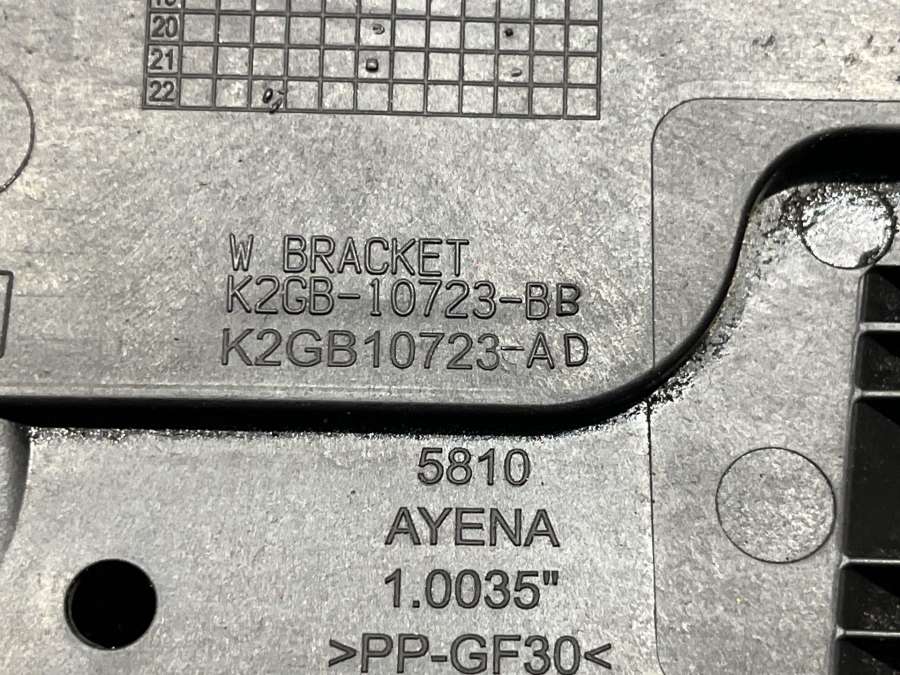 20
21
22
W BRACKET
K2GB-10723-BB
K2GB10723-AD
5810
AYENA
1.0035"
>PP-GF30<